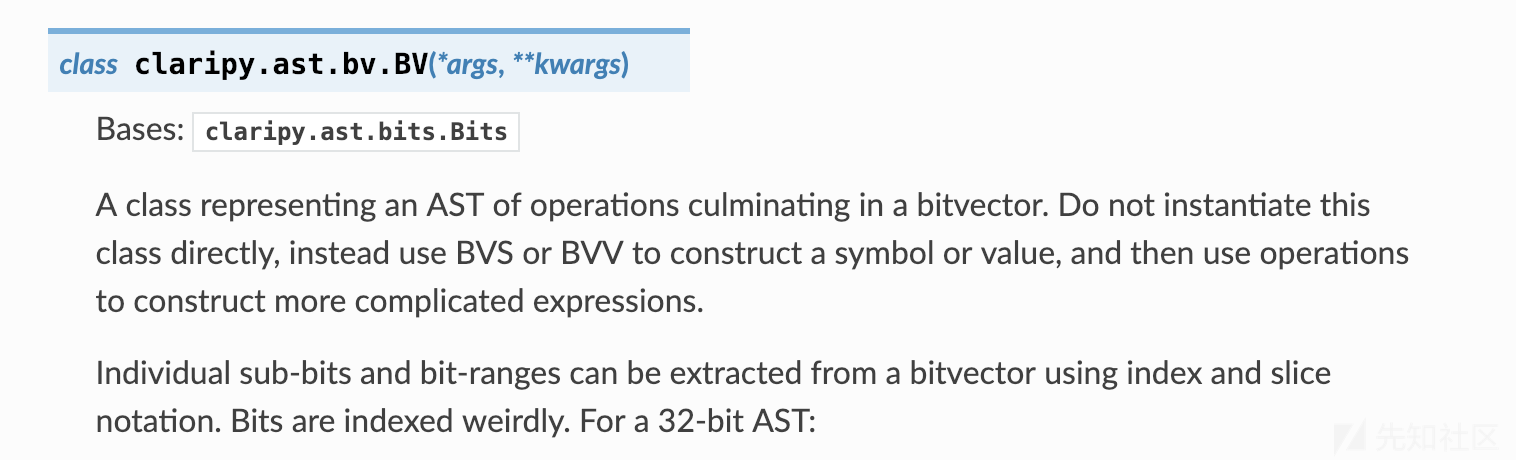 class claripy.ast.bv.BV(*args, **kwargs)
Bases: claripy.ast.bits.Bits
A class representing an AST of operations culminating in a bitvector. Do not instantiate this
class directly, instead use BVS or BVV to construct a symbol or value, and then use operations
to construct more complicated expressions.
Individual sub-bits and bit-ranges can be extracted from a bitvector using index and slice
notation. Bits are indexed weirdly. For a 32-bit AST:
先知社区